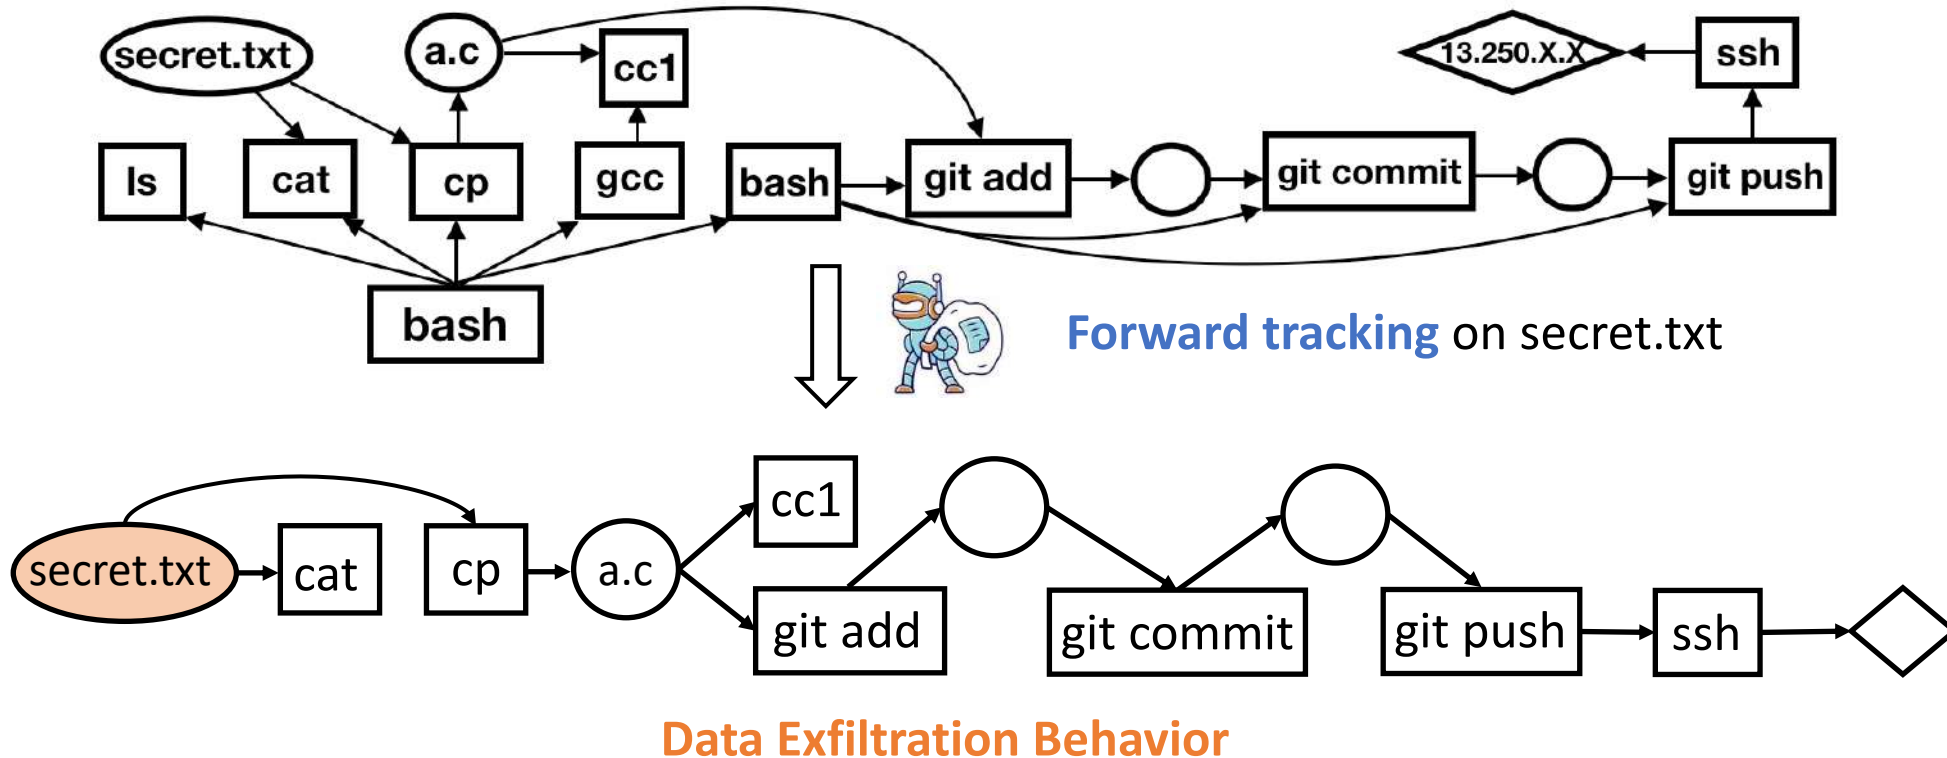 secret.txt
a.c
cc1
13.250.X.X
ssh
ls
cat
cp
gcc
bash
git add
git commit
git push
bash
Forward tracking on secret.txt
secret.txt
cat
cp
a.c
cc1
git add
git commit
git push
ssh
Data Exfiltration Behavior